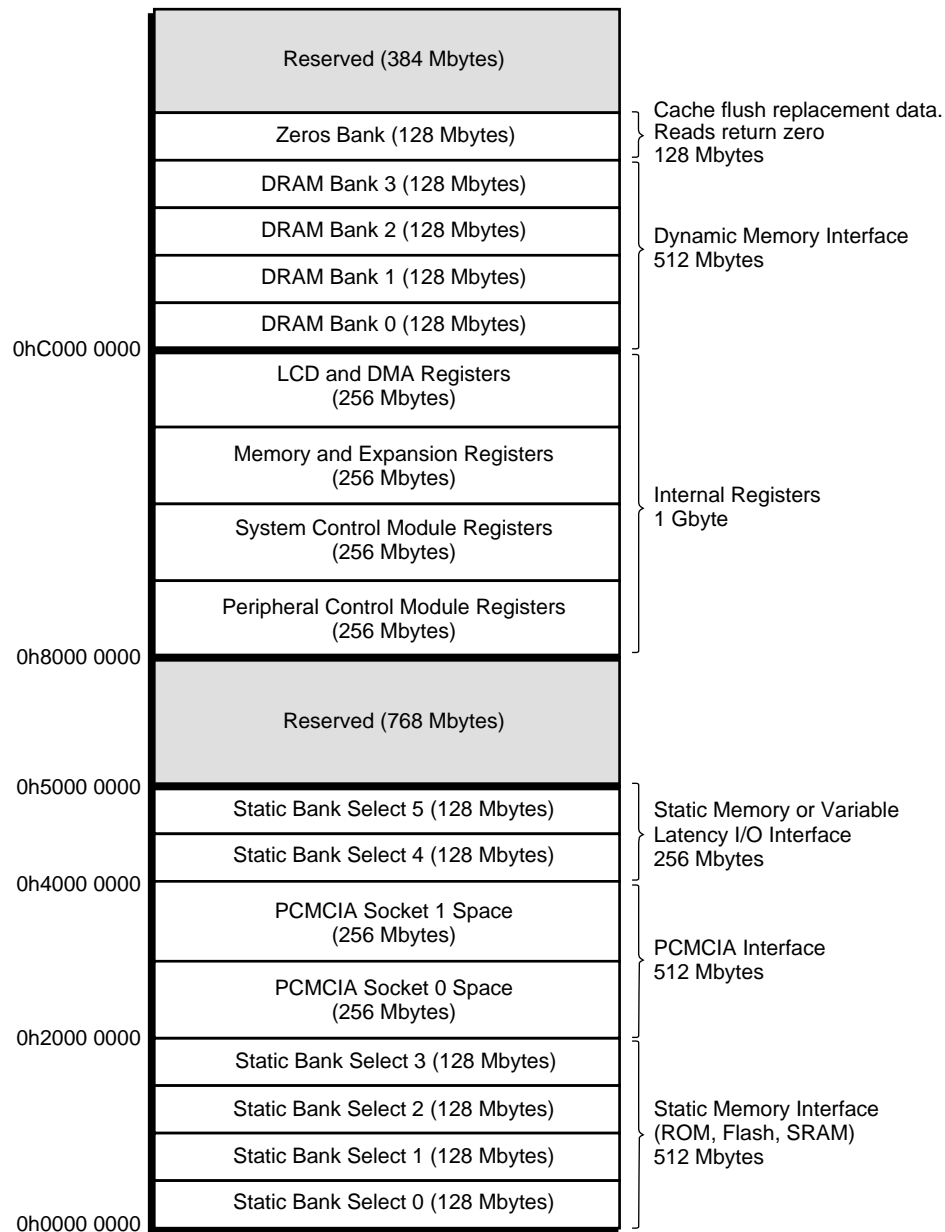 Reserved (384 Mbytes)
Zeros Bank (128 Mbytes)
Cache flush replacement data.
Reads return zero
128 Mbytes
DRAM Bank 3 (128 Mbytes)
DRAM Bank 2 (128 Mbytes)
DRAM Bank 1 (128 Mbytes)
DRAM Bank 0 (128 Mbytes)
Dynamic Memory Interface
512 Mbytes
0hC000 0000
LCD and DMA Registers
(256 Mbytes)
Memory and Expansion Registers
(256 Mbytes)
System Control Module Registers
(256 Mbytes)
Peripheral Control Module Registers
(256 Mbytes)
Internal Registers
1 Gbyte
0h8000 0000
Reserved (768 Mbytes)
0h5000 0000
Static Bank Select 5 (128 Mbytes)
Static Bank Select 4 (128 Mbytes)
Static Memory or Variable
Latency I/O Interface
256 Mbytes
0h4000 0000
PCMCIA Socket 1 Space
(256 Mbytes)
PCMCIA Socket 0 Space
(256 Mbytes)
PCMCIA Interface
512 Mbytes
0h2000 0000
Static Bank Select 3 (128 Mbytes)
Static Bank Select 2 (128 Mbytes)
Static Bank Select 1 (128 Mbytes)
Static Bank Select 0 (128 Mbytes)
Static Memory Interface
(ROM, Flash, SRAM)
512 Mbytes
0h0000 0000